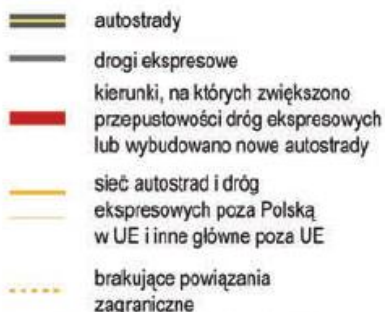 autostrady
drogi ekspresowe
kierunki, na których zwiększono
przepustowości dróg ekspresowych
lub wybudowano nowe autostrady
sieć autostrad i dróg
ekspresowych poza Polską
w UE i inne główne poza UE
brakujące powiązania
zagraniczne